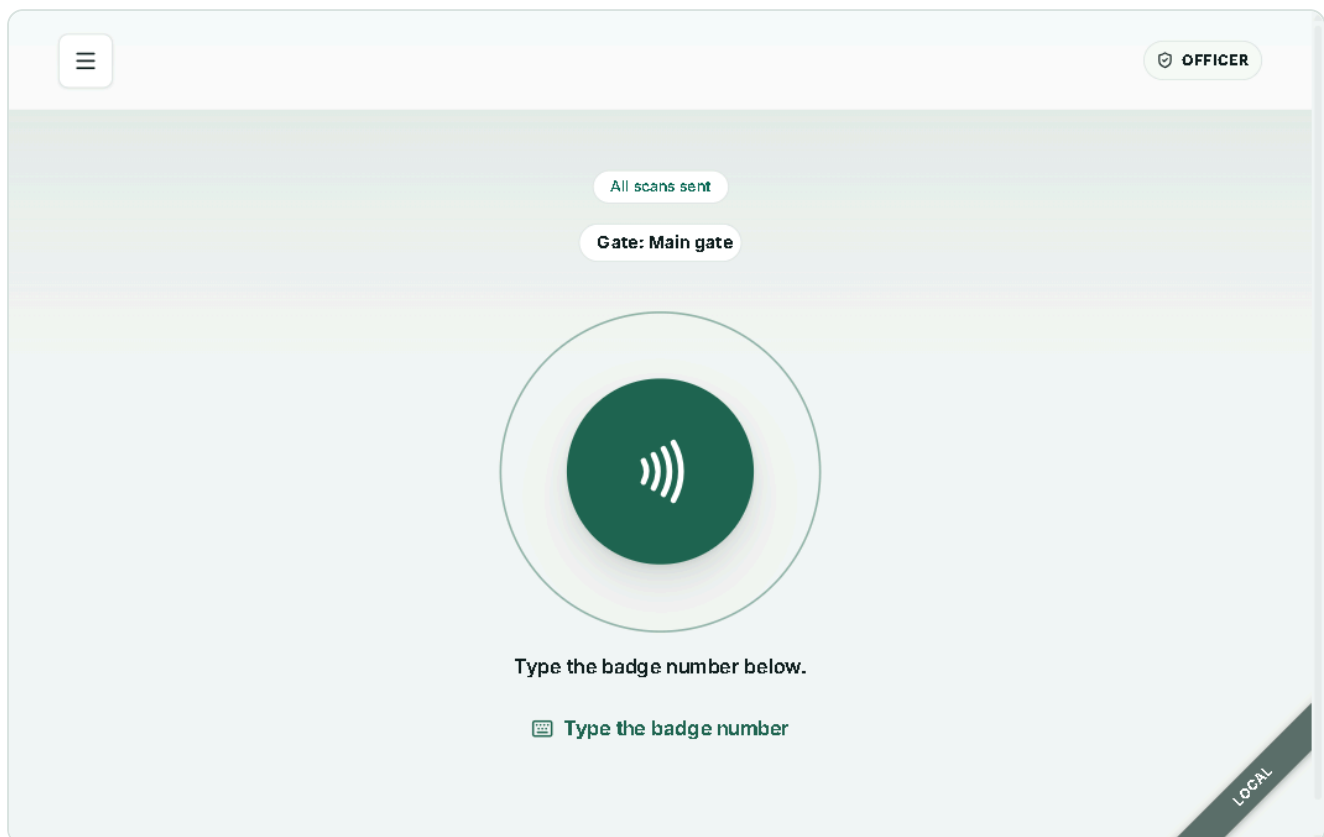 OFFICER
All scans sent
Gate: Main gate
Type the badge number below.
Type the badge number
LOCAL